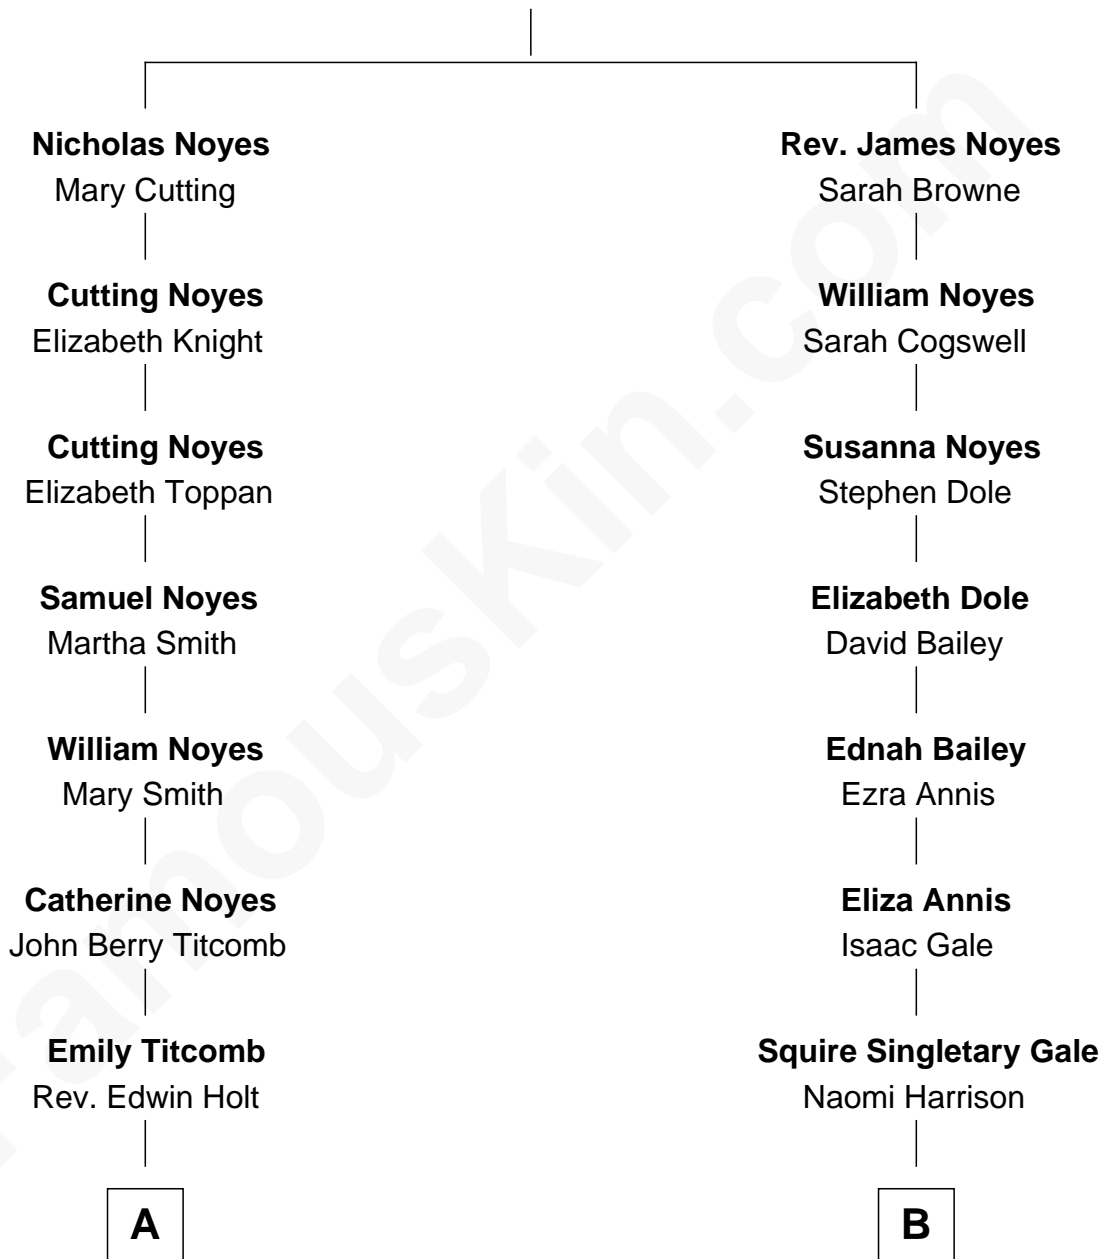 Nicholas Noyes
Mary Cutting
Cutting Noyes
Elizabeth Knight
Cutting Noyes
Elizabeth Toppan
Samuel Noyes
Martha Smith
William Noyes
Mary Smith
Catherine Noyes
John Berry Titcomb
Emily Titcomb
Rev. Edwin Holt
A
Rev. James Noyes
Sarah Browne
William Noyes
Sarah Cogswell
Susanna Noyes
Stephen Dole
Elizabeth Dole
David Bailey
Ednah Bailey
Ezra Annis
Eliza Annis
Isaac Gale
Squire Singletary Gale
Naomi Harrison
B
FamousKin.com